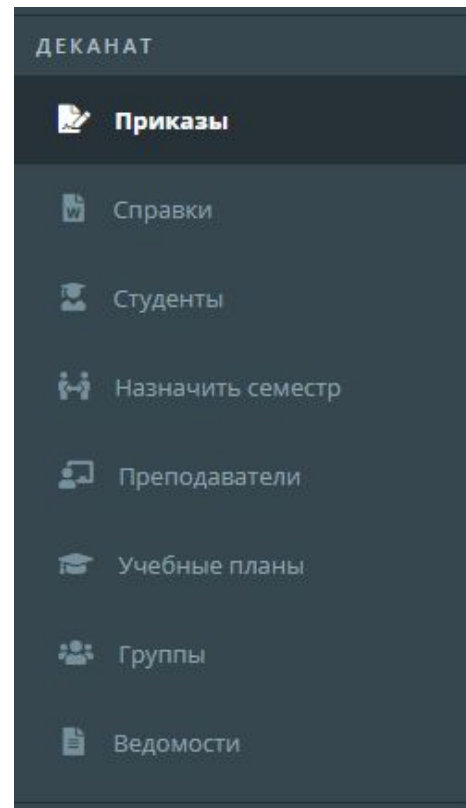 ДЕКАНАТ
Приказы
Справки
Студенты
Назначить семестр
Преподаватели
Учебные планы
Группы
Ведомости